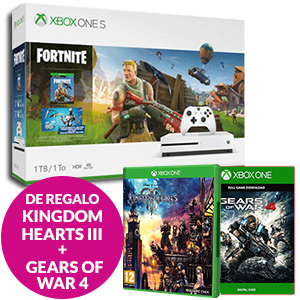 XBOX ONE S
FORTNITE
1TB / 1To
HDR
4K
DE REGALO
KINGDOM
HEARTS III
+
GEARS OF
WAR 4
XBOX ONE
KINGDOM HEARTS III
12
XBOX ONE
FULL GAME DOWNLOAD
GEARS
OF WAR 4